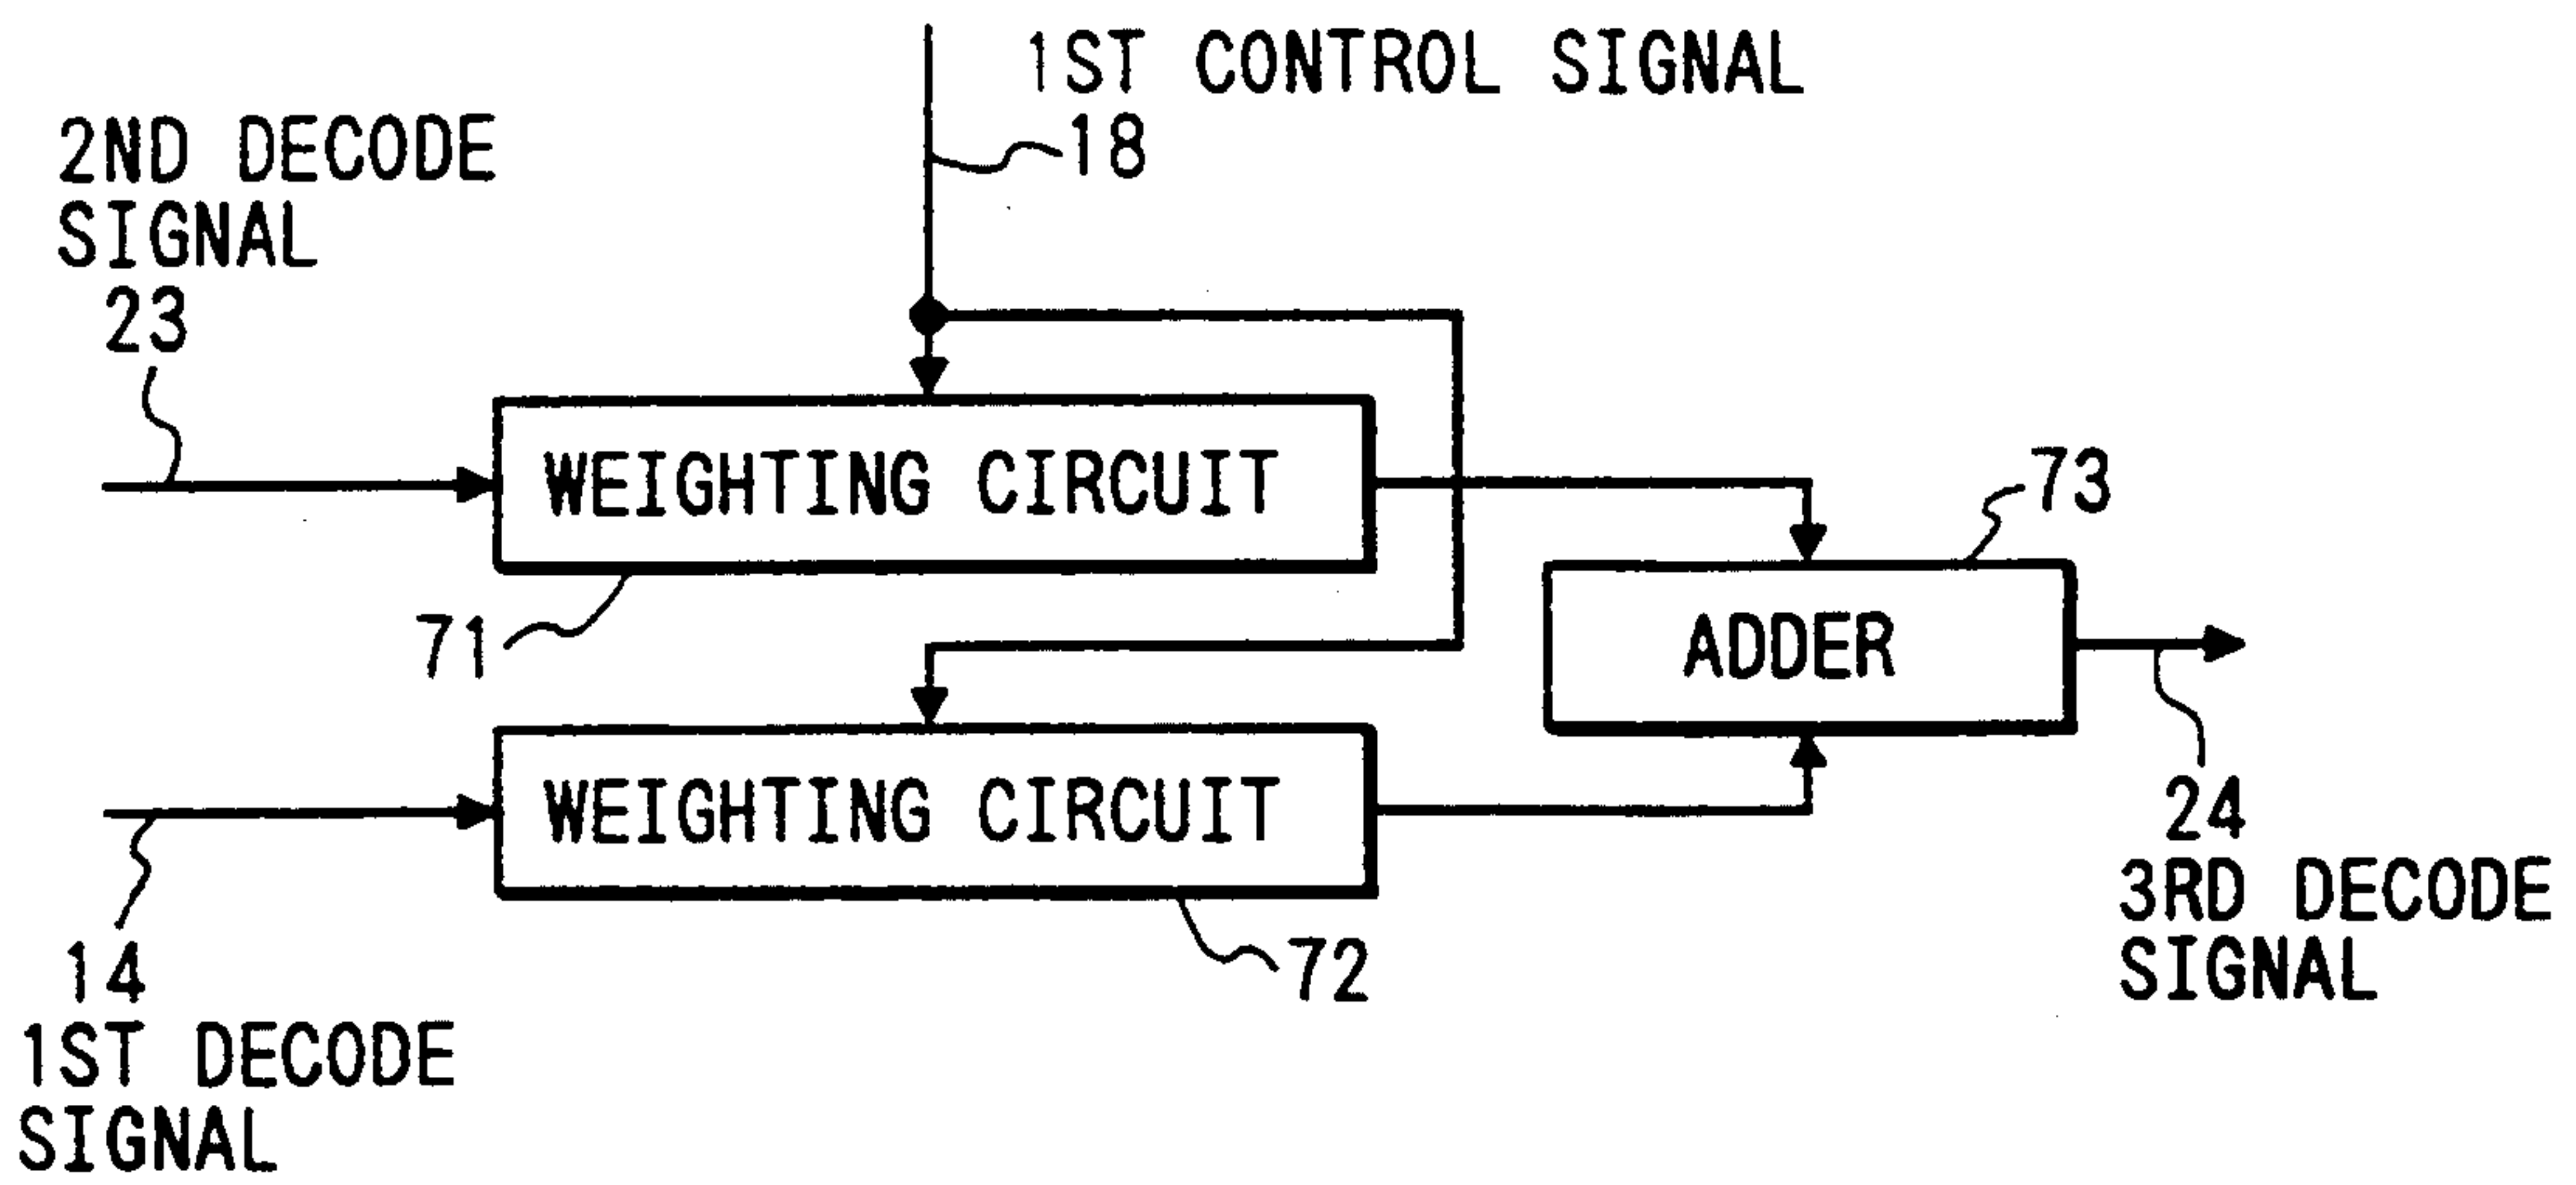 1ST CONTROL SIGNAL
18
2ND DECODE
SIGNAL
23
WEIGHTING CIRCUIT
71
73
ADDER
WEIGHTING CIRCUIT
72
14
1ST DECODE
SIGNAL
24
3RD DECODE
SIGNAL